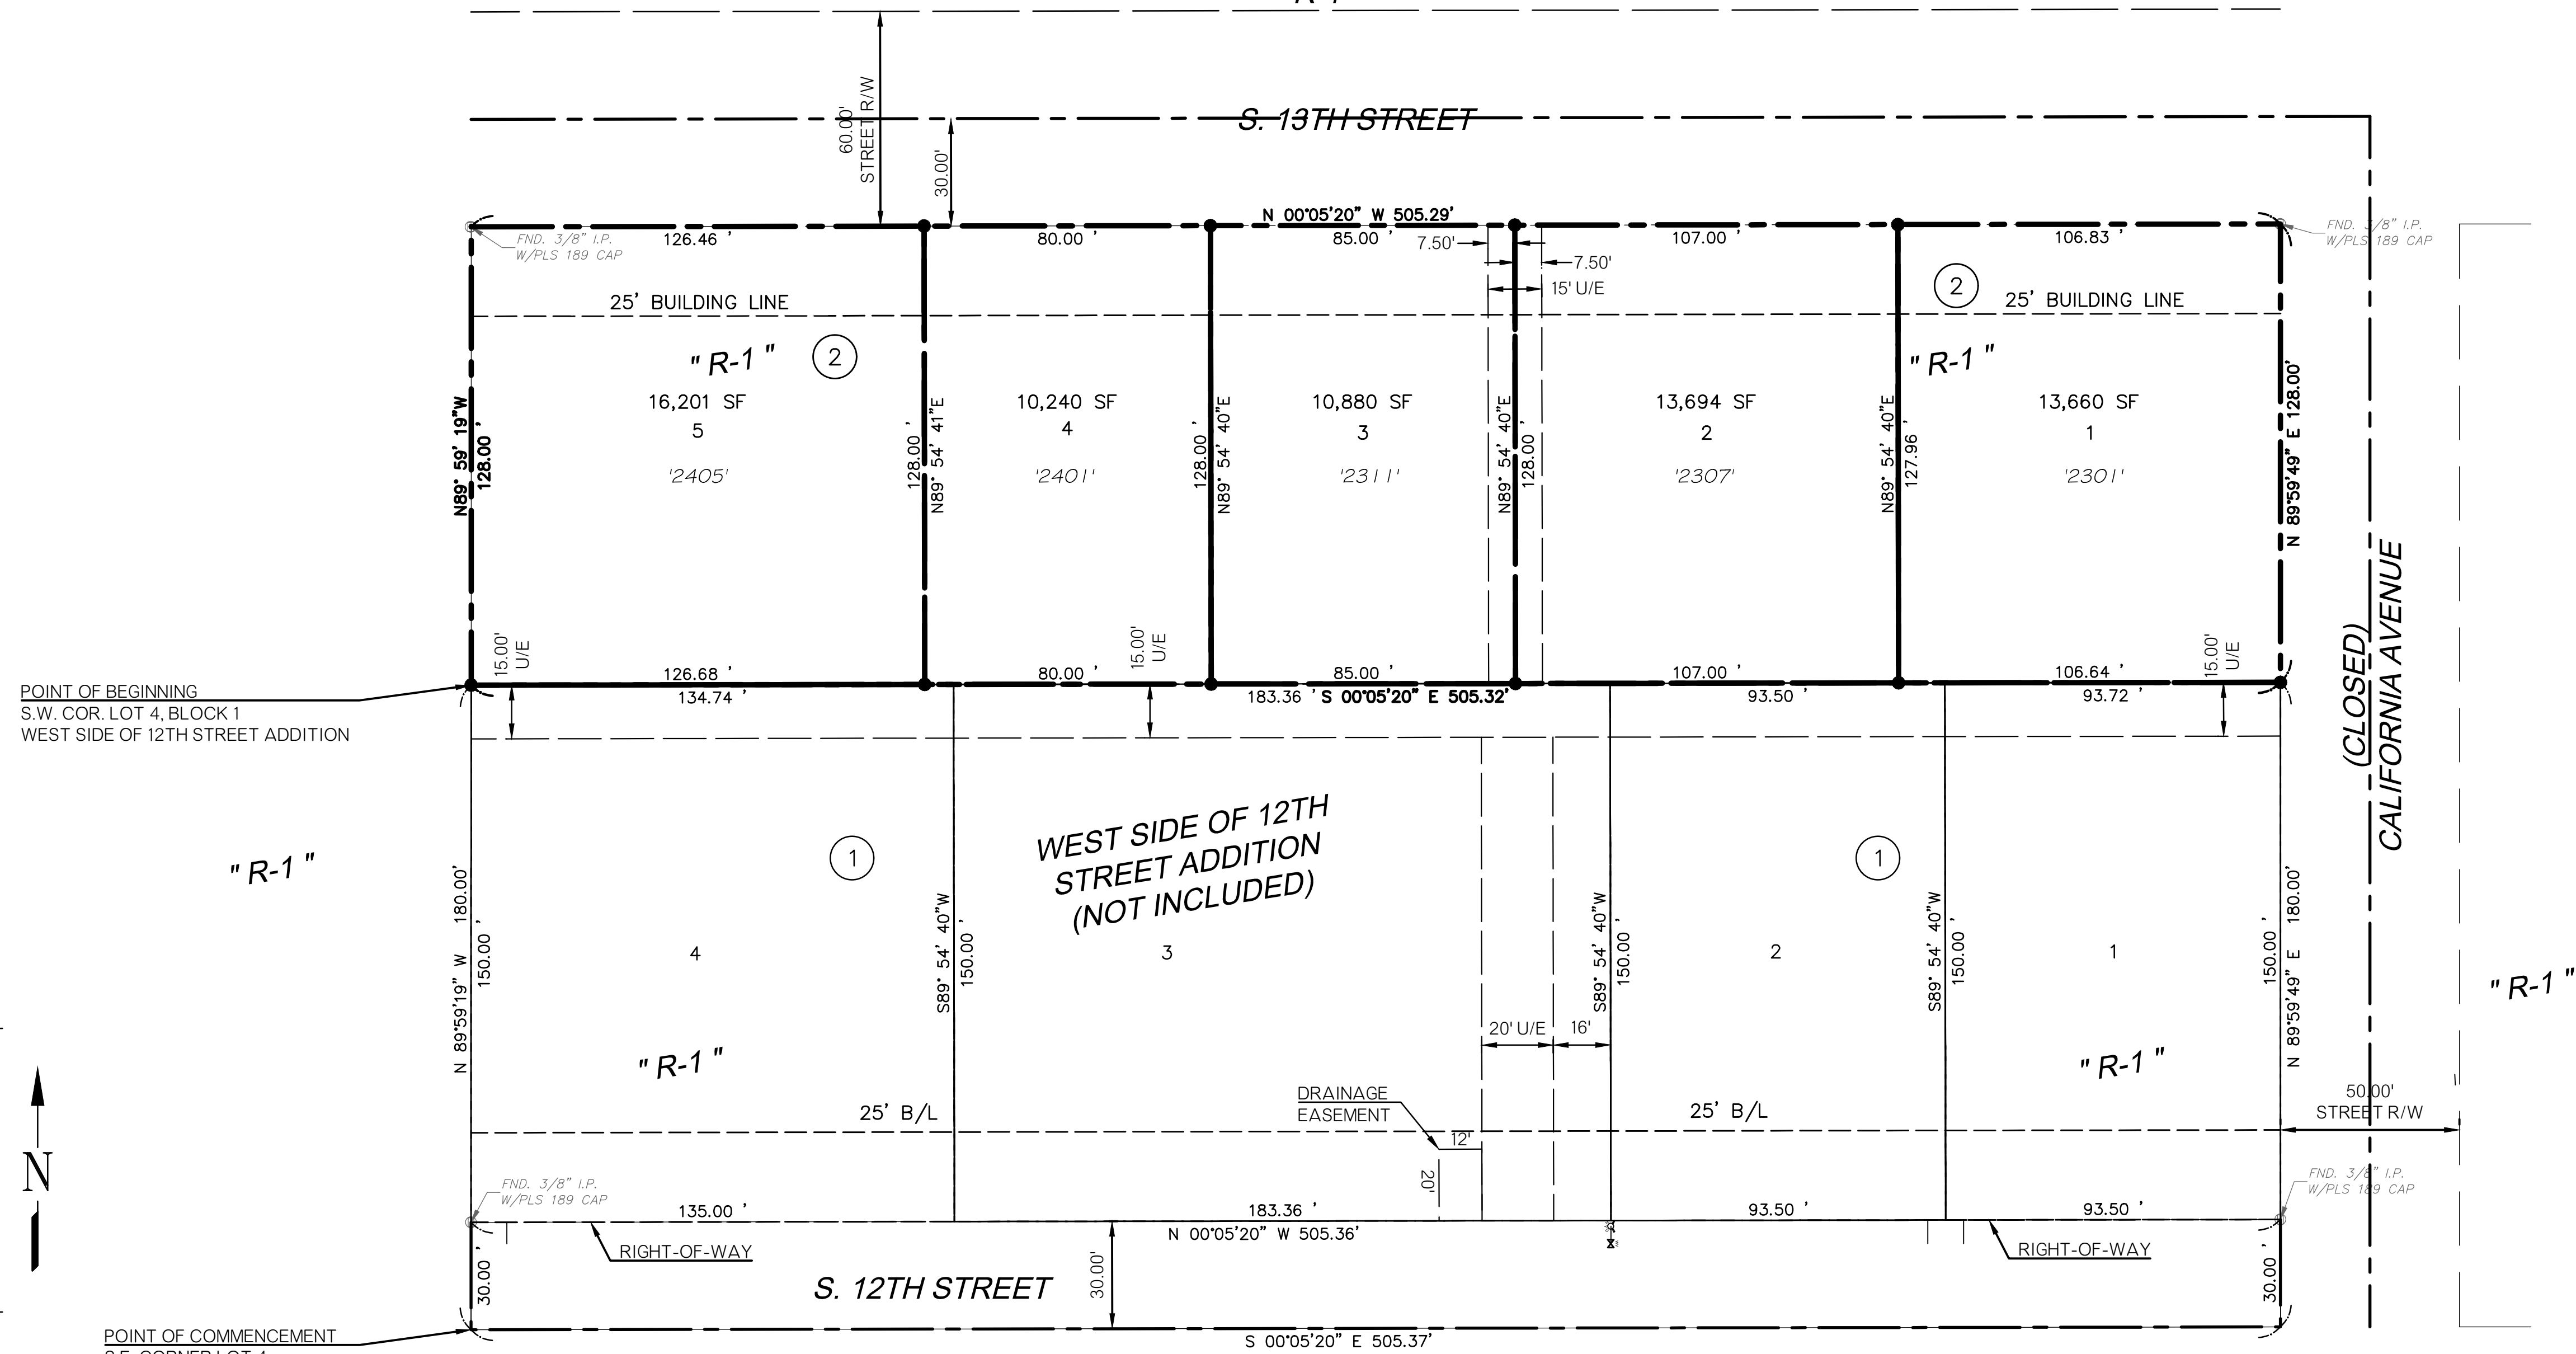 S. 13TH STREET
60.00'
STREET R/W
30.00'
N 00°05'20" W 505.29'
126.46 '
80.00 '
85.00 '
107.00 '
106.83 '
FND. 3/8" I.P.
W/PLS 189 CAP
FND. 3/8" I.P.
W/PLS 189 CAP
7.50'
7.50'
15' U/E
25' BUILDING LINE
2
25' BUILDING LINE
" R-1 "
2
" R-1 "
16,201 SF
5
'2405'
10,240 SF
4
'2401'
10,880 SF
3
'2311'
13,694 SF
2
'2307'
13,660 SF
1
'2301'
N89° 59' 19"W
128.00 '
128.00 '
N89° 54' 41"E
128.00 '
N89° 54' 40"E
N89° 54' 40"E
128.00 '
N89° 54' 40"E
127.96 '
N 89°59'49" E 128.00'
15.00'
U/E
15.00'
U/E
15.00'
U/E
126.68 '
80.00 '
85.00 '
107.00 '
106.64 '
134.74 '
183.36 '
S 00°05'20" E 505.32'
93.50 '
93.72 '
POINT OF BEGINNING
S.W. COR. LOT 4, BLOCK 1
WEST SIDE OF 12TH STREET ADDITION
(CLOSED)
CALIFORNIA AVENUE
" R-1 "
1
WEST SIDE OF 12TH
STREET ADDITION
(NOT INCLUDED)
1
4
3
2
1
N 89°59'19" W 180.00'
150.00 '
S89° 54' 40"W
150.00 '
S89° 54' 40"W
150.00 '
S89° 54' 40"W
150.00 '
150.00 '
N 89°59'49" E 180.00'
" R-1 "
20' U/E
16'
" R-1 "
" R-1 "
DRAINAGE
EASEMENT
12'
20'
25' B/L
25' B/L
50.00'
STREET R/W
N
FND. 3/8" I.P.
W/PLS 189 CAP
FND. 3/8" I.P.
W/PLS 189 CAP
135.00 '
183.36 '
93.50 '
93.50 '
N 00°05'20" W 505.36'
RIGHT-OF-WAY
RIGHT-OF-WAY
30.00 '
30.00'
30.00 '
S. 12TH STREET
POINT OF COMMENCEMENT
S 00°05'20" E 505.37'